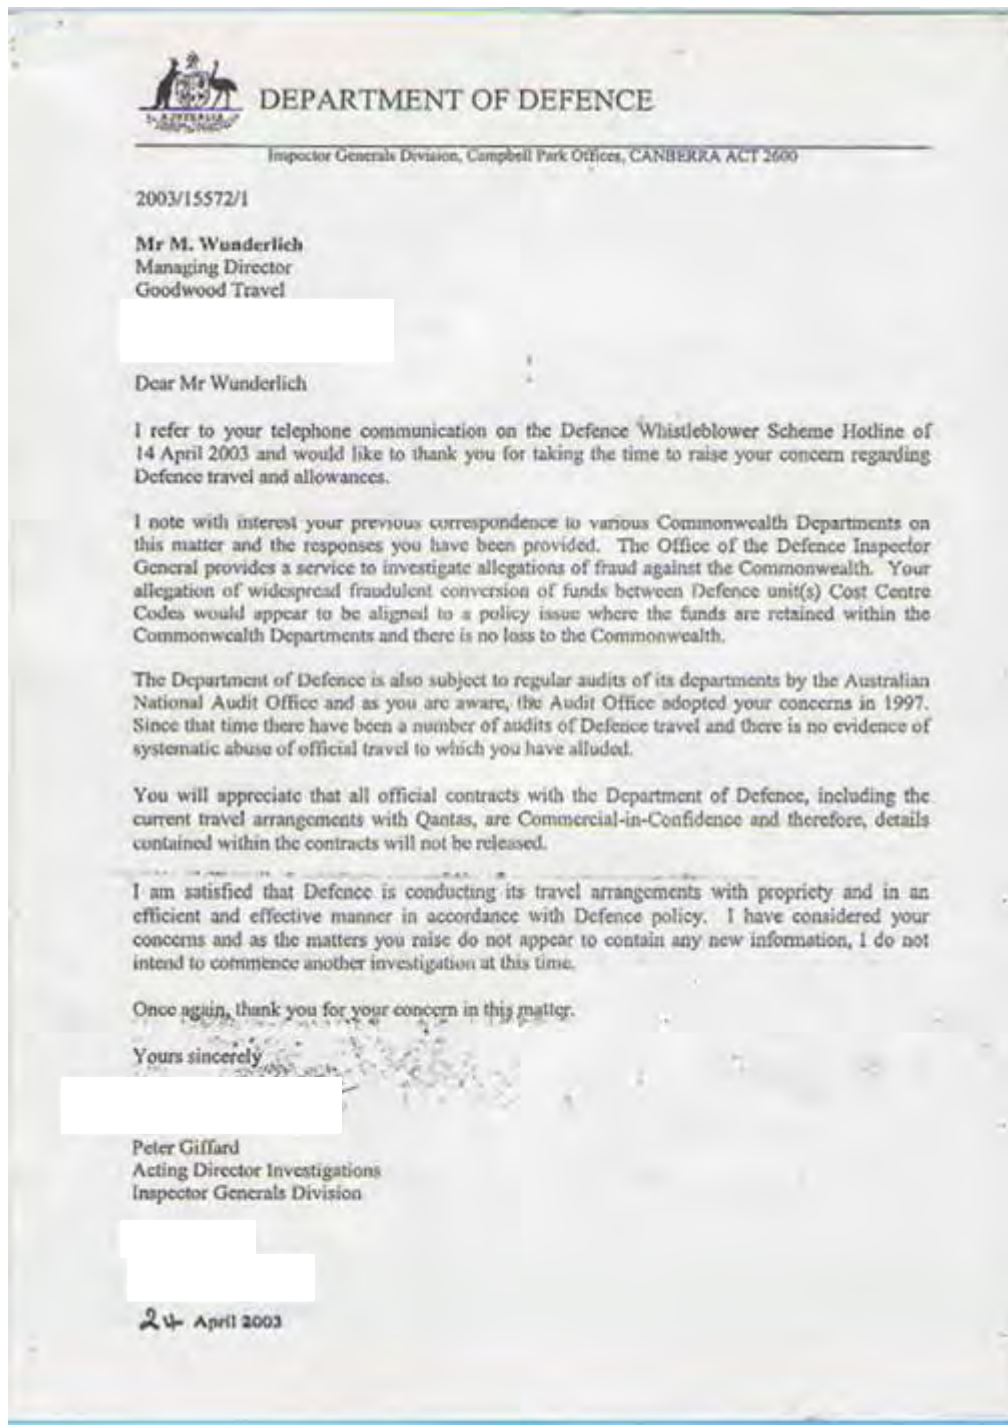 AUSTRALIA
DEPARTMENT OF DEFENCE
Inspector Generals Division, Campbell Park Offices, CANBERRA ACT 2600
2003/15572/1
Mr M. Wunderlich
Managing Director
Goodwood Travel
Dear Mr Wunderlich
I refer to your telephone communication on the Defence Whistleblower Scheme Hotline of
14 April 2003 and would like to thank you for taking the time to raise your concern regarding
Defence travel and allowances.
I note with interest your previous correspondence to various Commonwealth Departments on
this matter and the responses you have been provided. The Office of the Defence Inspector
General provides a service to investigate allegations of fraud against the Commonwealth. Your
allegation of widespread fraudulent conversion of funds between Defence unit(s) Cost Centre
Codes would appear to be aligned to a policy issue where the funds are retained within the
Commonwealth Departments and there is no loss to the Commonwealth.
The Department of Defence is also subject to regular audits of its departments by the Australian
National Audit Office and as you are aware, the Audit Office adopted your concerns in 1997.
Since that time there have been a number of audits of Defence travel and there is no evidence of
systematic abuse of official travel to which you have alluded.
You will appreciate that all official contracts with the Department of Defence, including the
current travel arrangements with Qantas, are Commercial-in-Confidence and therefore, details
contained within the contracts will not be released.
I am satisfied that Defence is conducting its travel arrangements with propriety and in an
efficient and effective manner in accordance with Defence policy. I have considered your
concerns and as the matters you raise do not appear to contain any new information, I do not
intend to commence another investigation at this time.
Once again, thank you for your concern in this matter.
Yours sincerely
Peter Giffard
Acting Director Investigations
Inspector Generals Division
24 April 2003